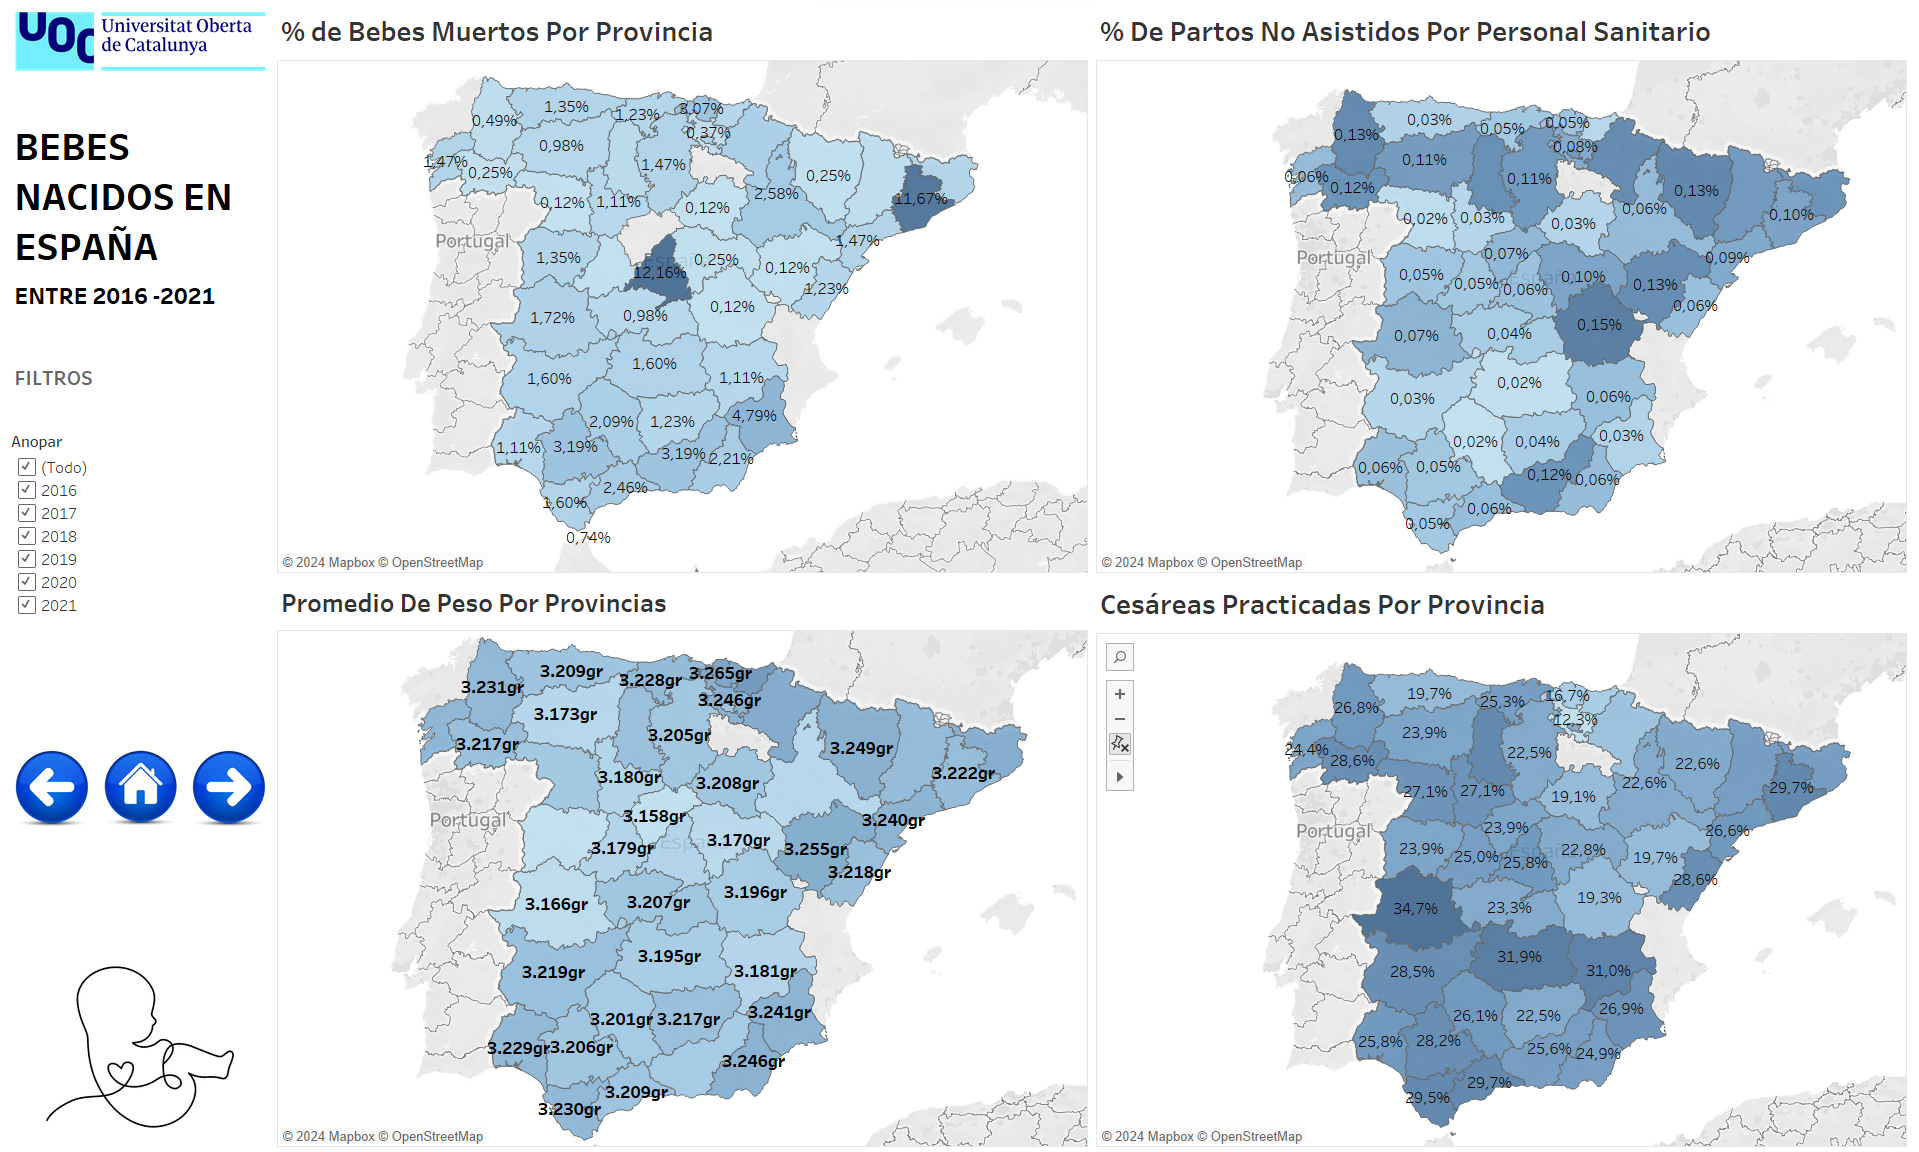 UOC
Universitat Oberta
de Catalunya
BEBES
NACIDOS EN
ESPAÑA
ENTRE 2016 -2021
FILTROS
Anopar
(Todo)
2016
2017
2018
2019
2020
2021
% de Bebes Muertos Por Provincia
1,35%
3,07%
1,23%
0,49%
0,37%
0,98%
1,47%
1,47%
0,25%
0,25%
2,58%
11,67%
0,12%
1,11%
0,12%
Portugal
1,47%
1,35%
0,25%
0,12%
12,16%
1,23%
0,12%
0,98%
1,72%
1,60%
1,60%
1,11%
4,79%
2,09%
1,23%
1,11%
3,19%
3,19%
2,21%
2,46%
1,60%
0,74%
© 2024 Mapbox © OpenStreetMap
% De Partos No Asistidos Por Personal Sanitario
0,03%
0,05%
0,05%
0,13%
0,08%
0,11%
0,06%
0,12%
0,11%
0,13%
0,06%
0,10%
0,02%
0,03%
0,03%
Portugal
0,07%
0,09%
0,05%
0,10%
0,05%
0,06%
0,13%
0,06%
0,15%
0,07%
0,04%
0,02%
0,03%
0,06%
0,03%
0,02%
0,04%
0,06%
0,05%
0,12%
0,06%
0,06%
0,05%
© 2024 Mapbox © OpenStreetMap
Promedio De Peso Por Provincias
3.209gr
3.265gr
3.228gr
3.231gr
3.246gr
3.173gr
3.205gr
3.217gr
3.249gr
3.222gr
3.180gr
3.208gr
Portugal
3.158gr
3.240gr
3.170gr
3.179gr
España
3.255gr
3.218gr
3.196gr
3.166gr
3.207gr
3.195gr
3.219gr
3.181gr
3.241gr
3.201gr
3.217gr
3.229gr
3.206gr
3.246gr
3.209gr
3.230gr
© 2024 Mapbox © OpenStreetMap
Cesáreas Practicadas Por Provincia
19,7%
16,7%
25,3%
26,8%
12,3%
23,9%
24,4%
22,5%
28,6%
22,6%
22,6%
29,7%
27,1%
27,1%
19,1%
Portugal
23,9%
26,6%
23,9%
25,0%
25,8%
22,8%
19,7%
28,6%
19,3%
34,7%
23,3%
31,9%
28,5%
31,0%
26,9%
26,1%
22,5%
25,8%
28,2%
25,6%
24,9%
29,7%
29,5%
© 2024 Mapbox © OpenStreetMap